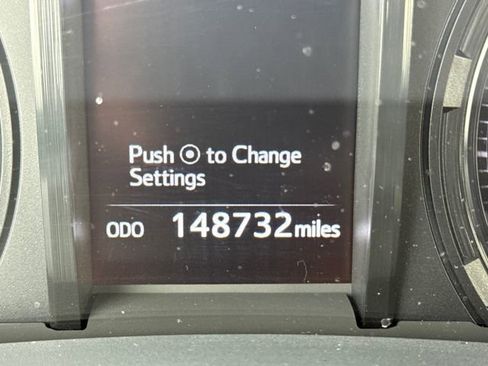 Push ⦿ to Change
Settings
ODO 148732 miles